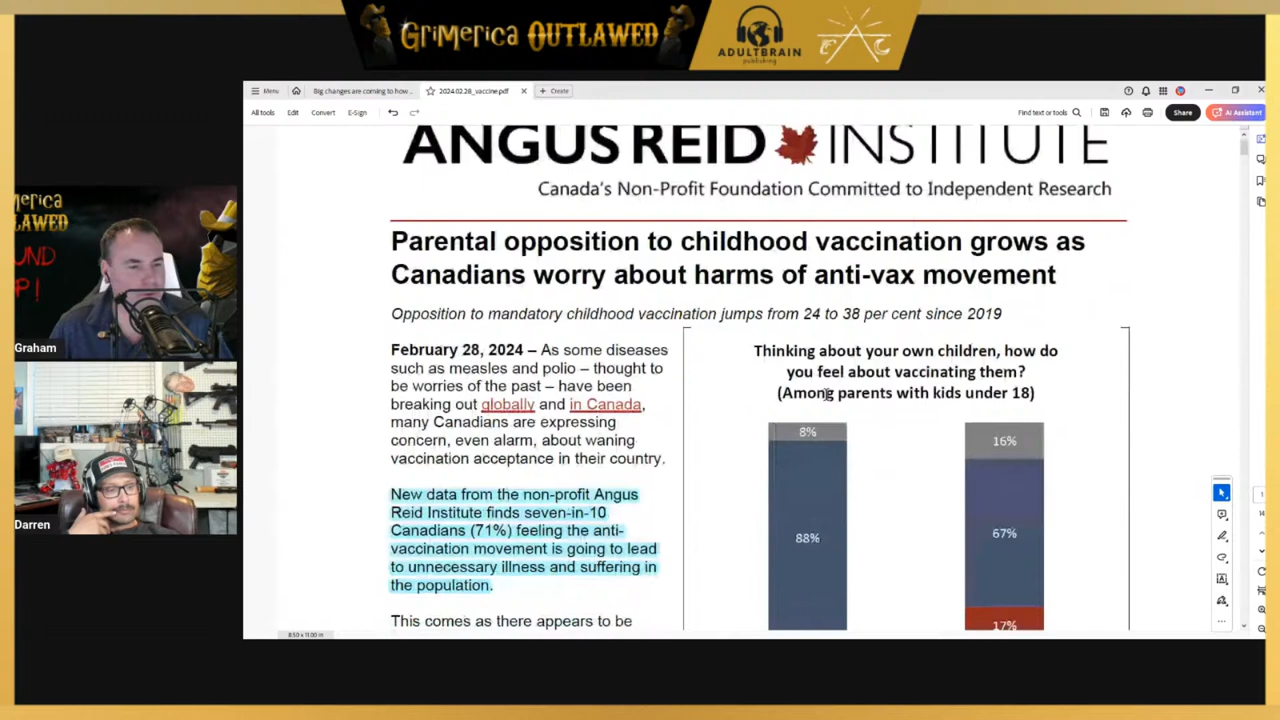 GriMerica OUTLAWED
ADULTBRAIN
publishing
Menu
Big changes are coming to how...
2024.02.28_vaccine.pdf
Create
All tools
Edit
Convert
E-Sign
Find text or tools
Share
AI Assistant
ANGUS REID INSTITUTE
Canada's Non-Profit Foundation Committed to Independent Research
Parental opposition to childhood vaccination grows as
Canadians worry about harms of anti-vax movement
Opposition to mandatory childhood vaccination jumps from 24 to 38 per cent since 2019
February 28, 2024 – As some diseases
such as measles and polio – thought to
be worries of the past – have been
breaking out globally and in Canada,
many Canadians are expressing
concern, even alarm, about waning
vaccination acceptance in their country.
New data from the non-profit Angus
Reid Institute finds seven-in-10
Canadians (71%) feeling the anti-
vaccination movement is going to lead
to unnecessary illness and suffering in
the population.
This comes as there appears to be
Thinking about your own children, how do
you feel about vaccinating them?
(Among parents with kids under 18)
8%
16%
88%
67%
17%
8.50 x 11.00 in
merica
LAWED
UND
P!
Graham
Darren